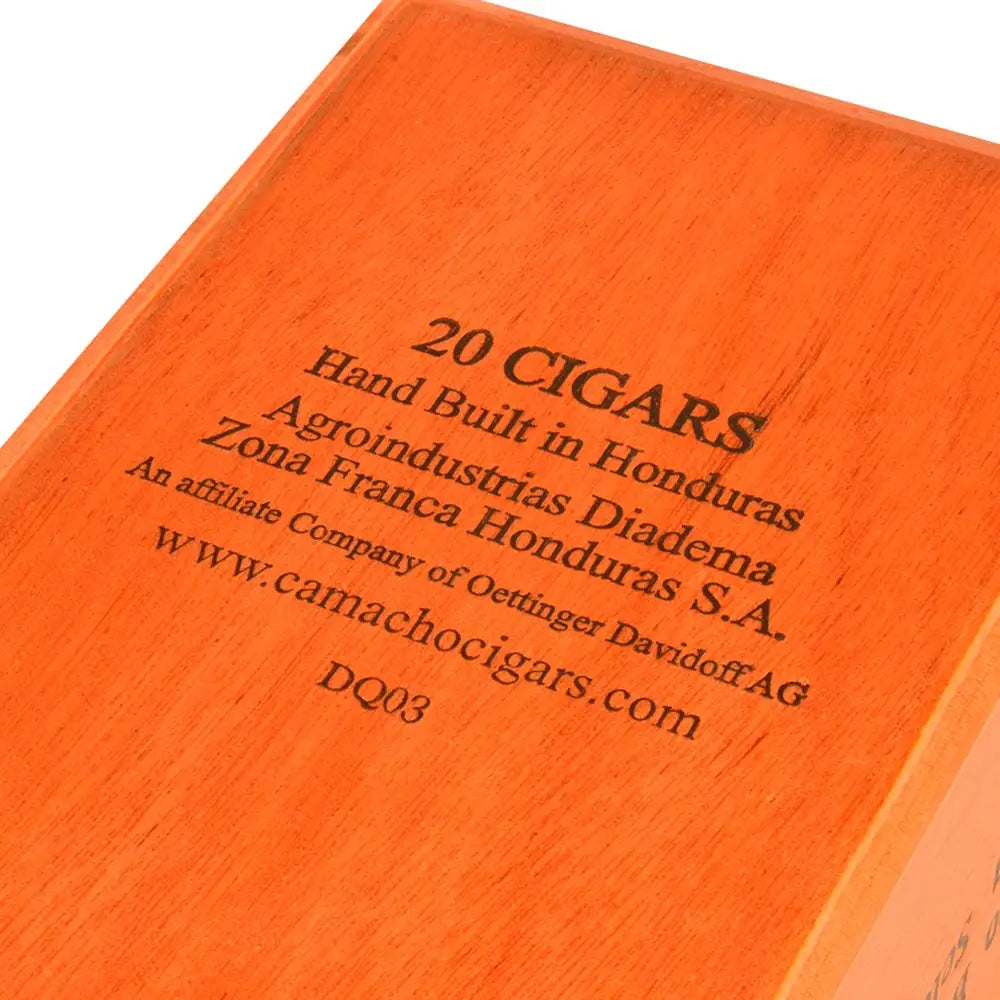 20 CIGARS
Hand Built in Honduras
Agroindustrias Diadema
Zona Franca Honduras S.A.
An affiliate Company of Oettinger Davidoff AG
www.camachocigars.com
DQ03